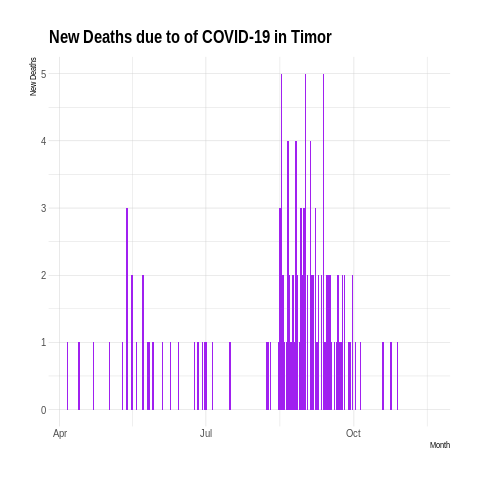 New Deaths due to of COVID-19 in Timor
New Deaths
5
4
3
2
1
0
Apr
Jul
Oct
Month